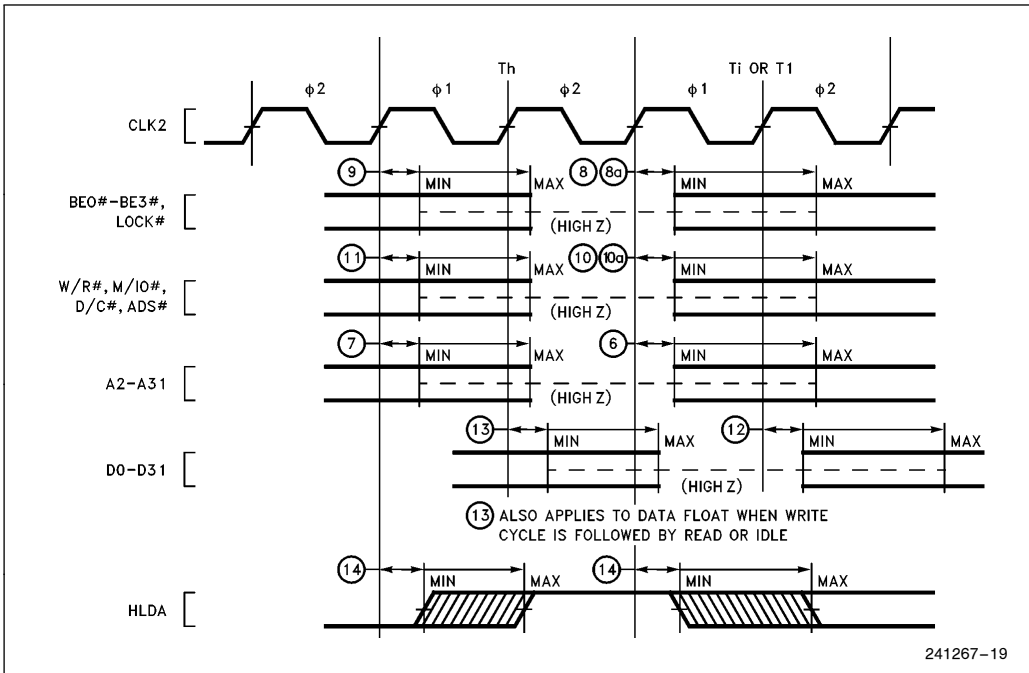 Th Ti OR T1
φ2 φ1 φ2 φ1 φ2
CLK2
9 8 8a
MIN MAX MIN MAX
BE0#-BE3#,
LOCK#
(HIGH Z)
11 10 10a
MIN MAX MIN MAX
W/R#, M/IO#,
D/C#, ADS#
(HIGH Z)
7 6
MIN MAX MIN MAX
A2-A31
(HIGH Z)
13 12
MIN MAX MIN MAX
D0-D31
(HIGH Z)
13 ALSO APPLIES TO DATA FLOAT WHEN WRITE
CYCLE IS FOLLOWED BY READ OR IDLE
14 14
MIN MAX MIN MAX
HLDA
241267-19